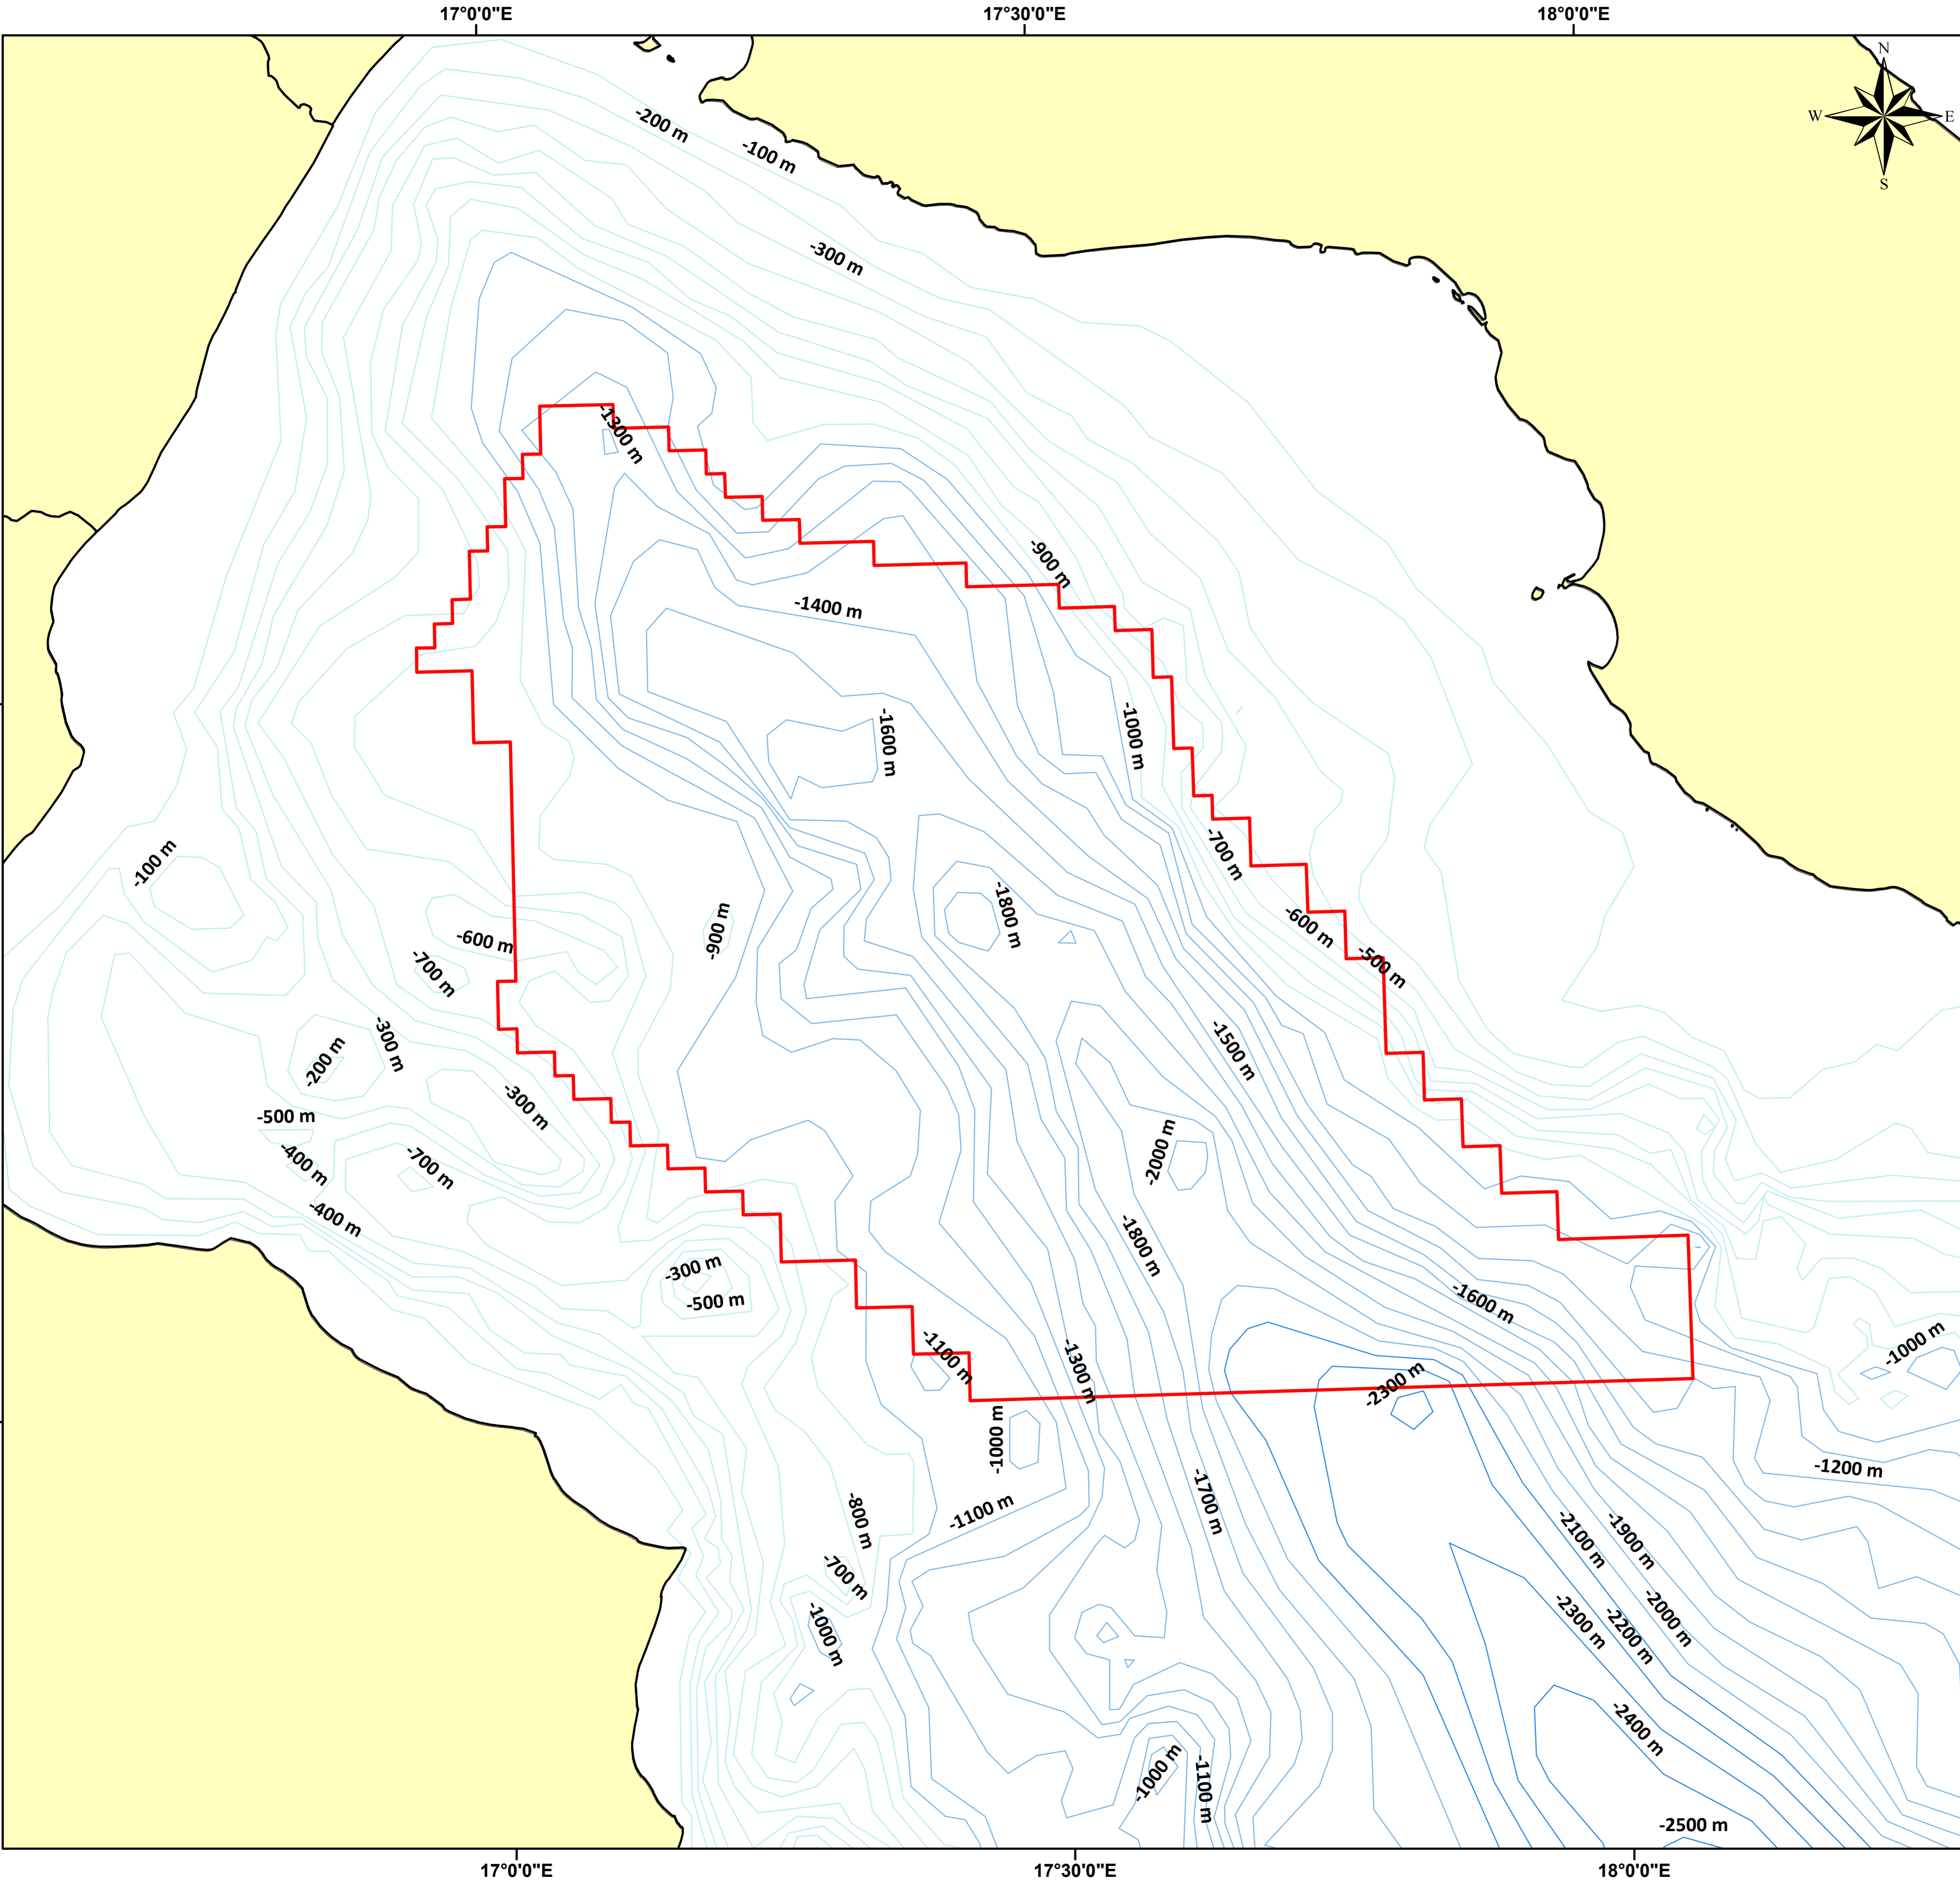 17°0'0"E
17°30'0"E
18°0'0"E
N
W
E
S
-200 m
-100 m
-300 m
-1300 m
-900 m
-1400 m
-1600 m
-1000 m
-700 m
-100 m
-1800 m
-900 m
-600 m
-600 m
-500 m
-700 m
-300 m
-200 m
-1500 m
-300 m
-500 m
-400 m
-700 m
-2000 m
-400 m
-1800 m
-300 m
-500 m
-1600 m
-1100 m
-1300 m
-2300 m
-1000 m
-1000 m
-1200 m
-1700 m
-1100 m
-800 m
-2100 m
-1900 m
-700 m
-1000 m
-2300 m
-2200 m
-2000 m
-2400 m
-1000 m
-1100 m
-2500 m
17°0'0"E
17°30'0"E
18°0'0"E